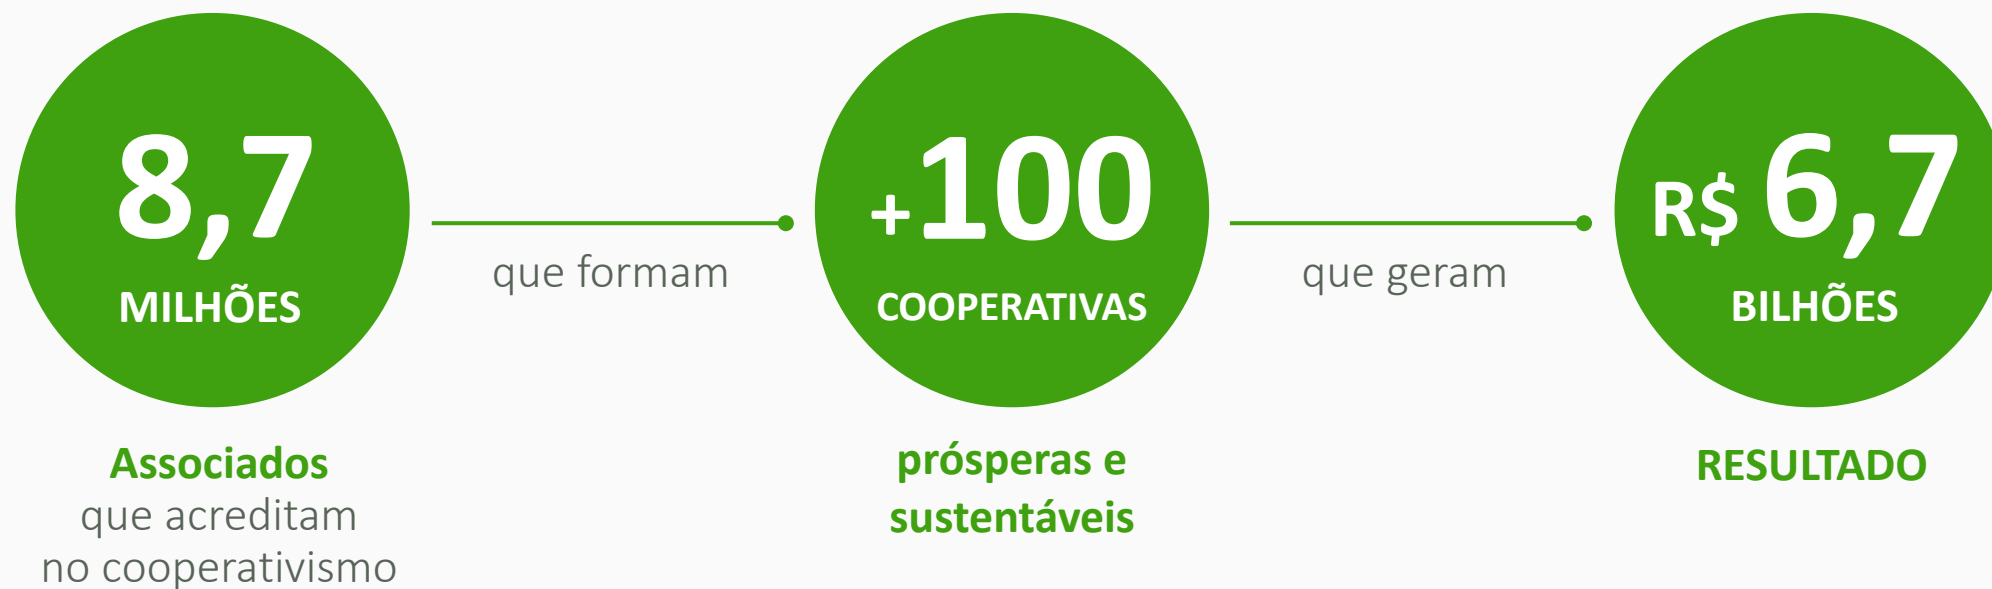 8,7
MILHÕES
Associados
que acreditam
no cooperativismo
que formam
+100
COOPERATIVAS
prósperas e
sustentáveis
que geram
R$ 6,7
BILHÕES
RESULTADO